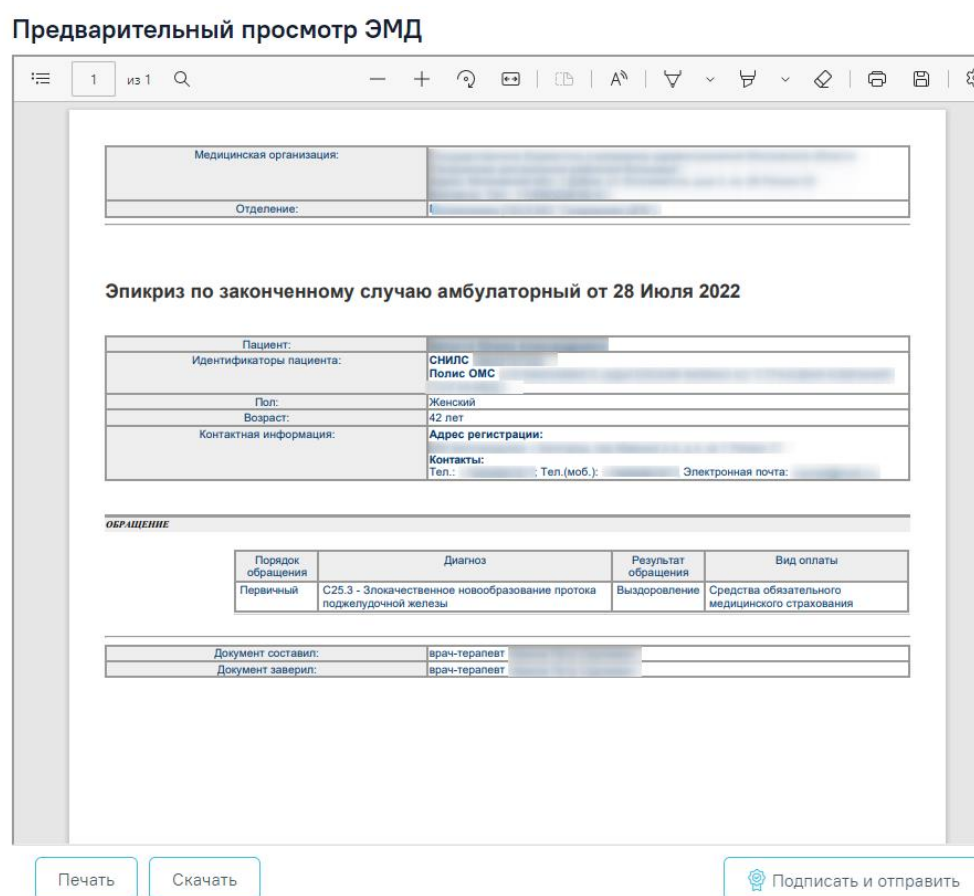 Предварительный просмотр ЭМД
1 из 1
Медицинская организация:
Отделение:
Эпикриз по законченному случаю амбулаторный от 28 Июля 2022
Пациент:
Идентификаторы пациента: СНИЛС
Полис ОМС
Пол: Женский
Возраст: 42 лет
Контактная информация: Адрес регистрации:
Контакты:
Тел.: ; Тел.(моб.): Электронная почта:
ОБРАЩЕНИЕ
Порядок обращения Диагноз Результат обращения Вид оплаты
Первичный C25.3 - Злокачественное новообразование протока поджелудочной железы Выздоровление Средства обязательного медицинского страхования
Документ составил: врач-терапевт
Документ заверил: врач-терапевт
Печать Скачать Подписать и отправить